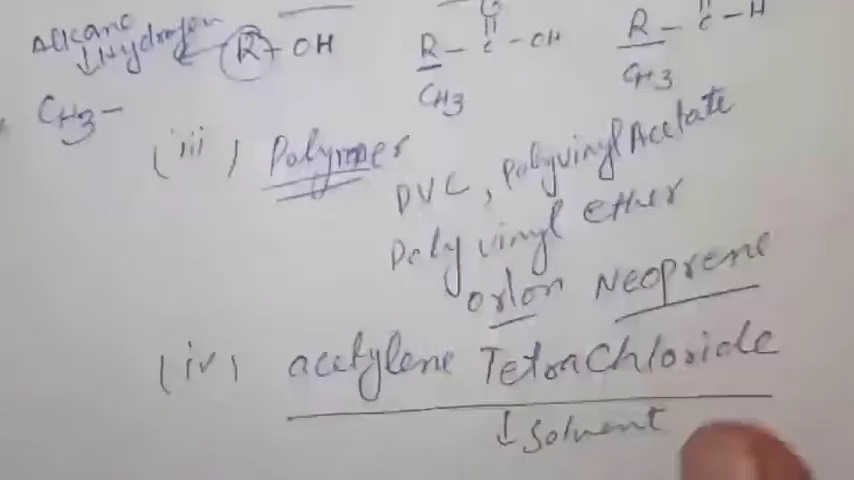 Alkane
↓Hydrogen
R+OH
O
R - C - OH
CH3
R - C - H
CH3
CH3-
(iii) Polymer
PVC, Polyvinyl Acetate
Polyvinyl ether
orlon Neoprene
(iv) acetylene TetraChloride
↓ Solvent